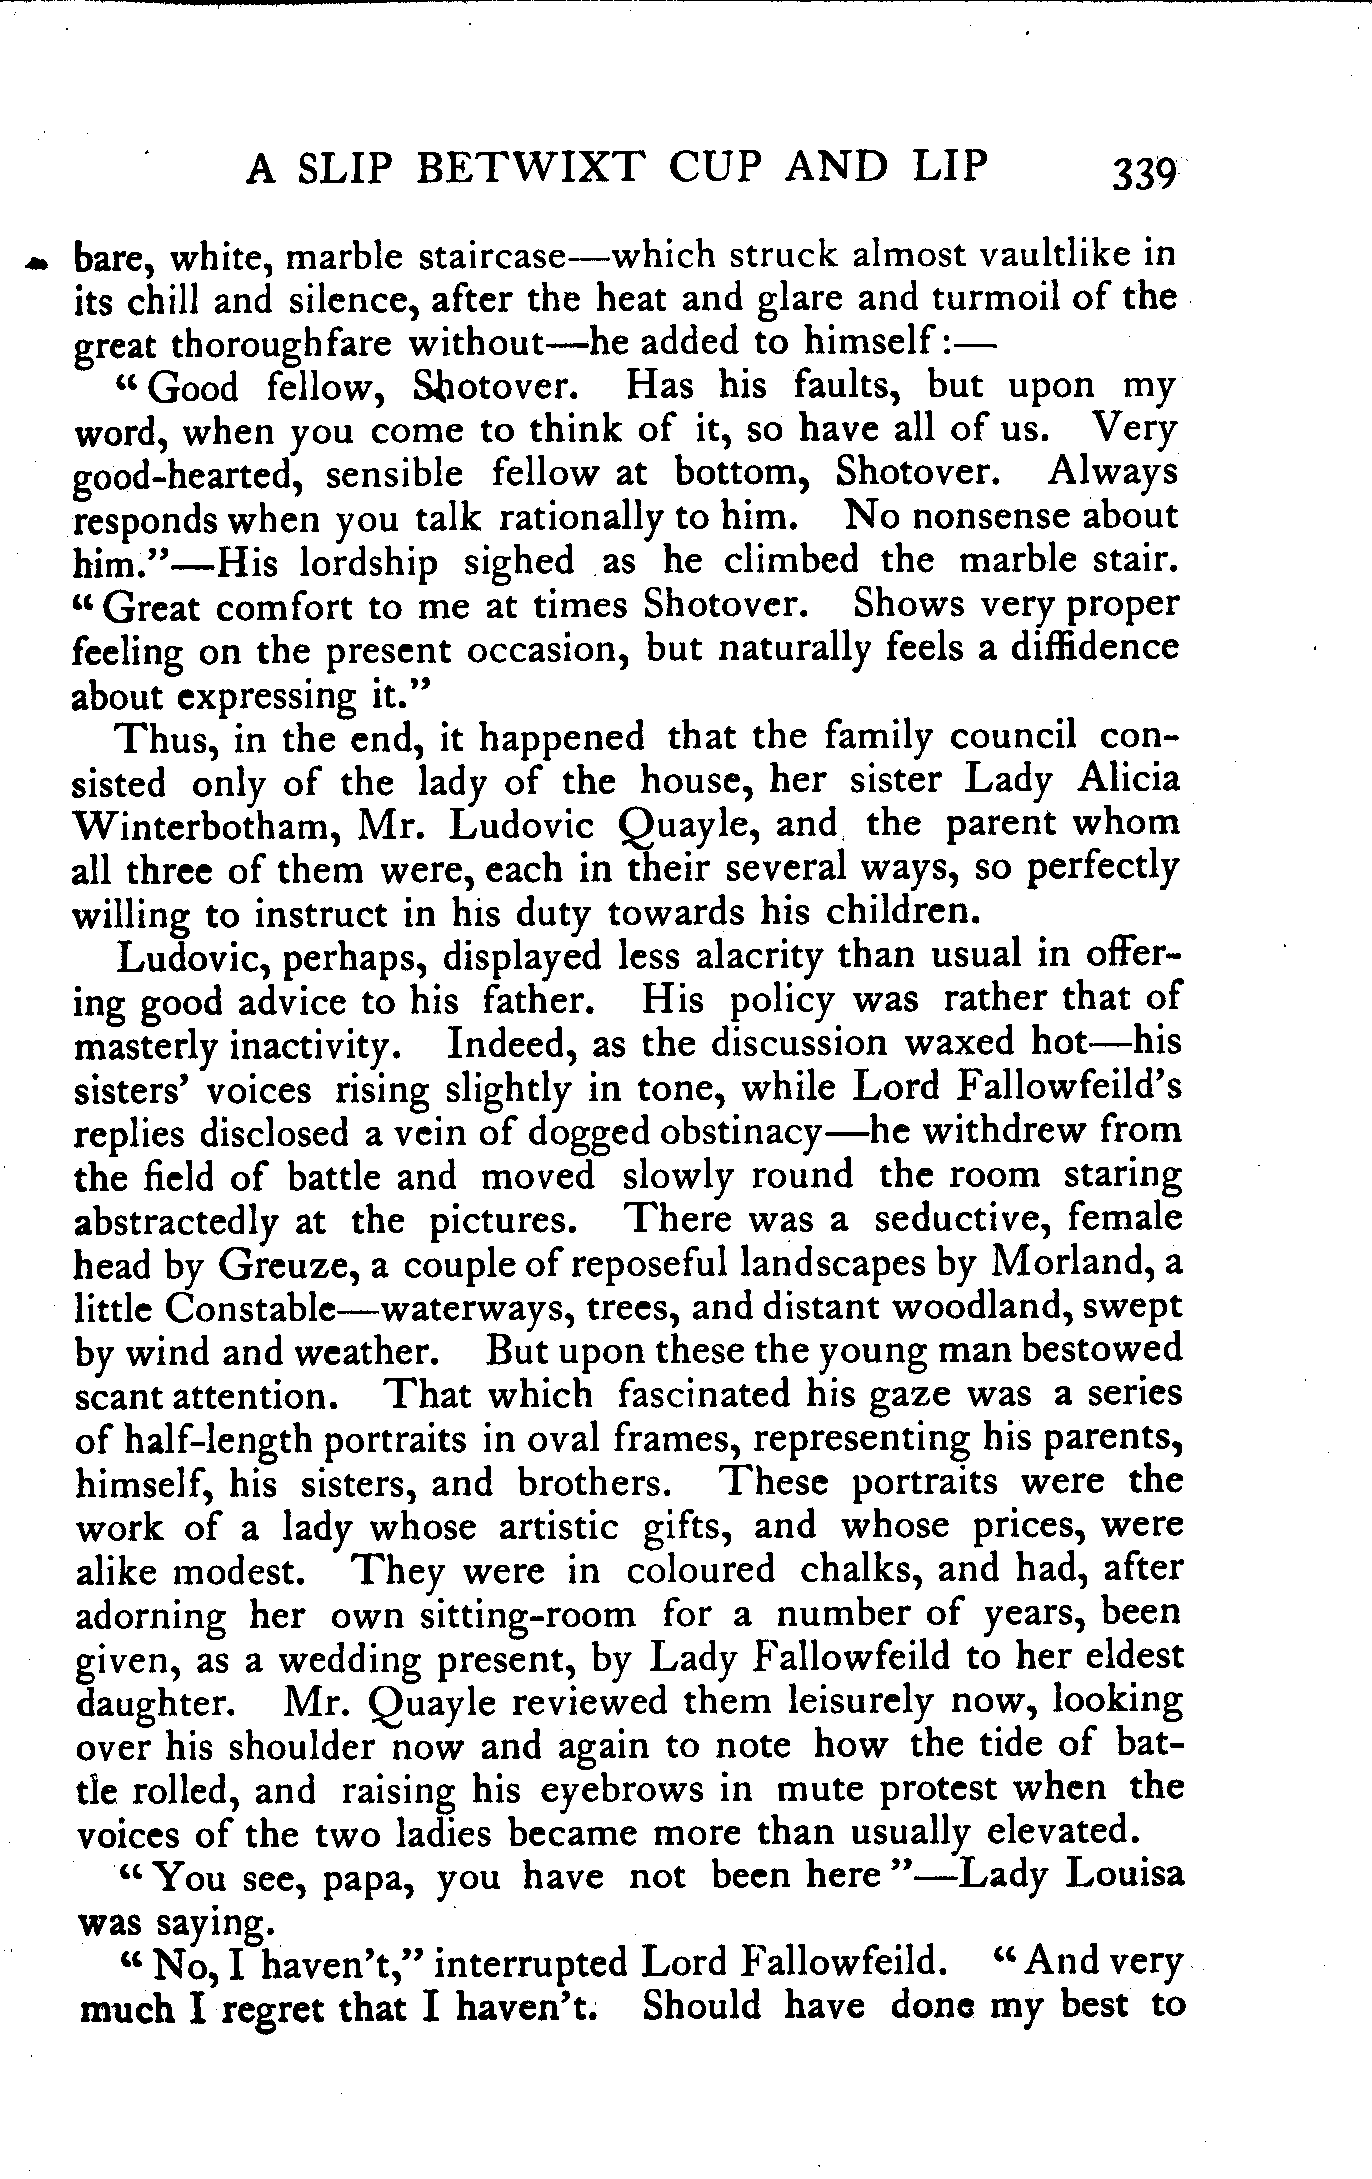 A SLIP BETWIXT CUP AND LIP 339
bare, white, marble staircase—which struck almost vaultlike in
its chill and silence, after the heat and glare and turmoil of the
great thoroughfare without—he added to himself:—
“Good fellow, Shotover. Has his faults, but upon my
word, when you come to think of it, so have all of us. Very
good-hearted, sensible fellow at bottom, Shotover. Always
responds when you talk rationally to him. No nonsense about
him.”—His lordship sighed as he climbed the marble stair.
“Great comfort to me at times Shotover. Shows very proper
feeling on the present occasion, but naturally feels a diffidence
about expressing it.”
Thus, in the end, it happened that the family council con-
sisted only of the lady of the house, her sister Lady Alicia
Winterbotham, Mr. Ludovic Quayle, and the parent whom
all three of them were, each in their several ways, so perfectly
willing to instruct in his duty towards his children.
Ludovic, perhaps, displayed less alacrity than usual in offer-
ing good advice to his father. His policy was rather that of
masterly inactivity. Indeed, as the discussion waxed hot—his
sisters’ voices rising slightly in tone, while Lord Fallowfeild’s
replies disclosed a vein of dogged obstinacy—he withdrew from
the field of battle and moved slowly round the room staring
abstractedly at the pictures. There was a seductive, female
head by Greuze, a couple of reposeful landscapes by Morland, a
little Constable—waterways, trees, and distant woodland, swept
by wind and weather. But upon these the young man bestowed
scant attention. That which fascinated his gaze was a series
of half-length portraits in oval frames, representing his parents,
himself, his sisters, and brothers. These portraits were the
work of a lady whose artistic gifts, and whose prices, were
alike modest. They were in coloured chalks, and had, after
adorning her own sitting-room for a number of years, been
given, as a wedding present, by Lady Fallowfeild to her eldest
daughter. Mr. Quayle reviewed them leisurely now, looking
over his shoulder now and again to note how the tide of bat-
tle rolled, and raising his eyebrows in mute protest when the
voices of the two ladies became more than usually elevated.
“You see, papa, you have not been here”—Lady Louisa
was saying.
“No, I haven’t,” interrupted Lord Fallowfeild. “And very
much I regret that I haven’t. Should have done my best to